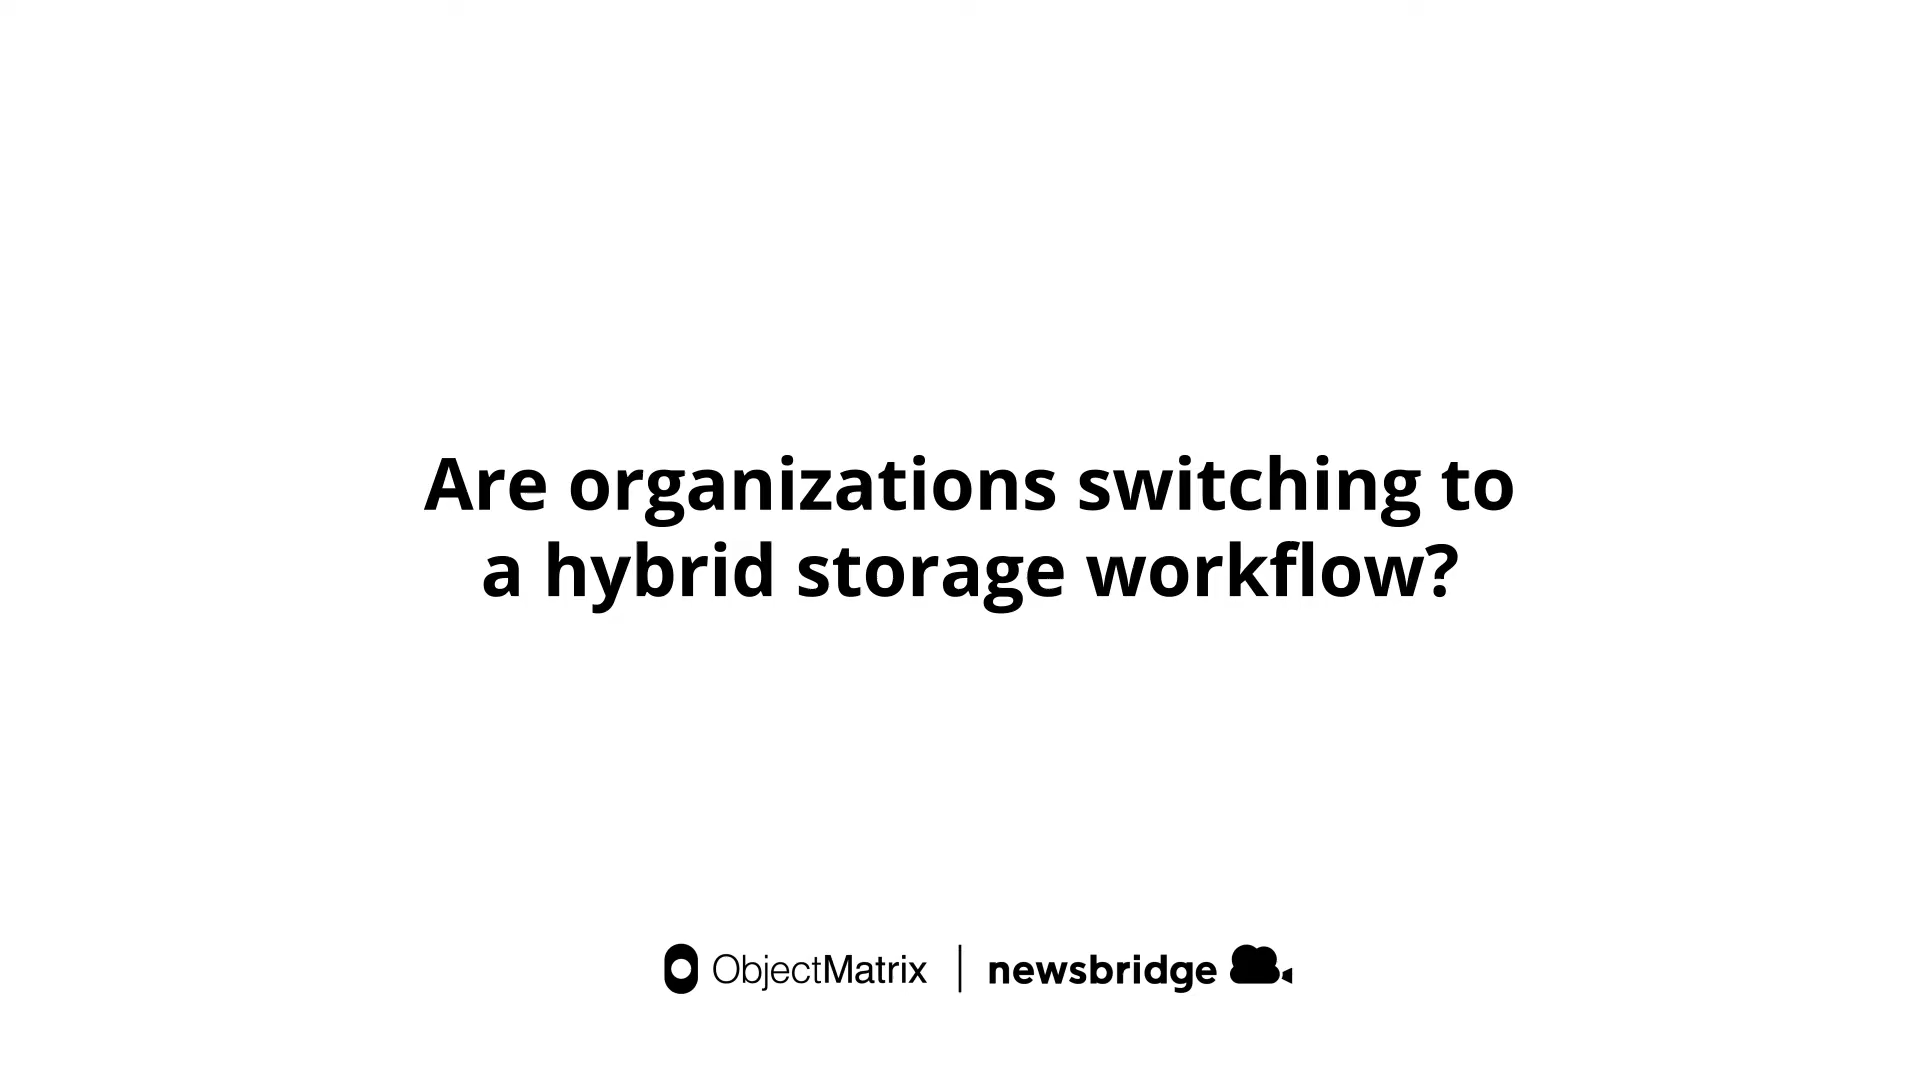 Are organizations switching to
a hybrid storage workflow?
ObjectMatrix | newsbridge